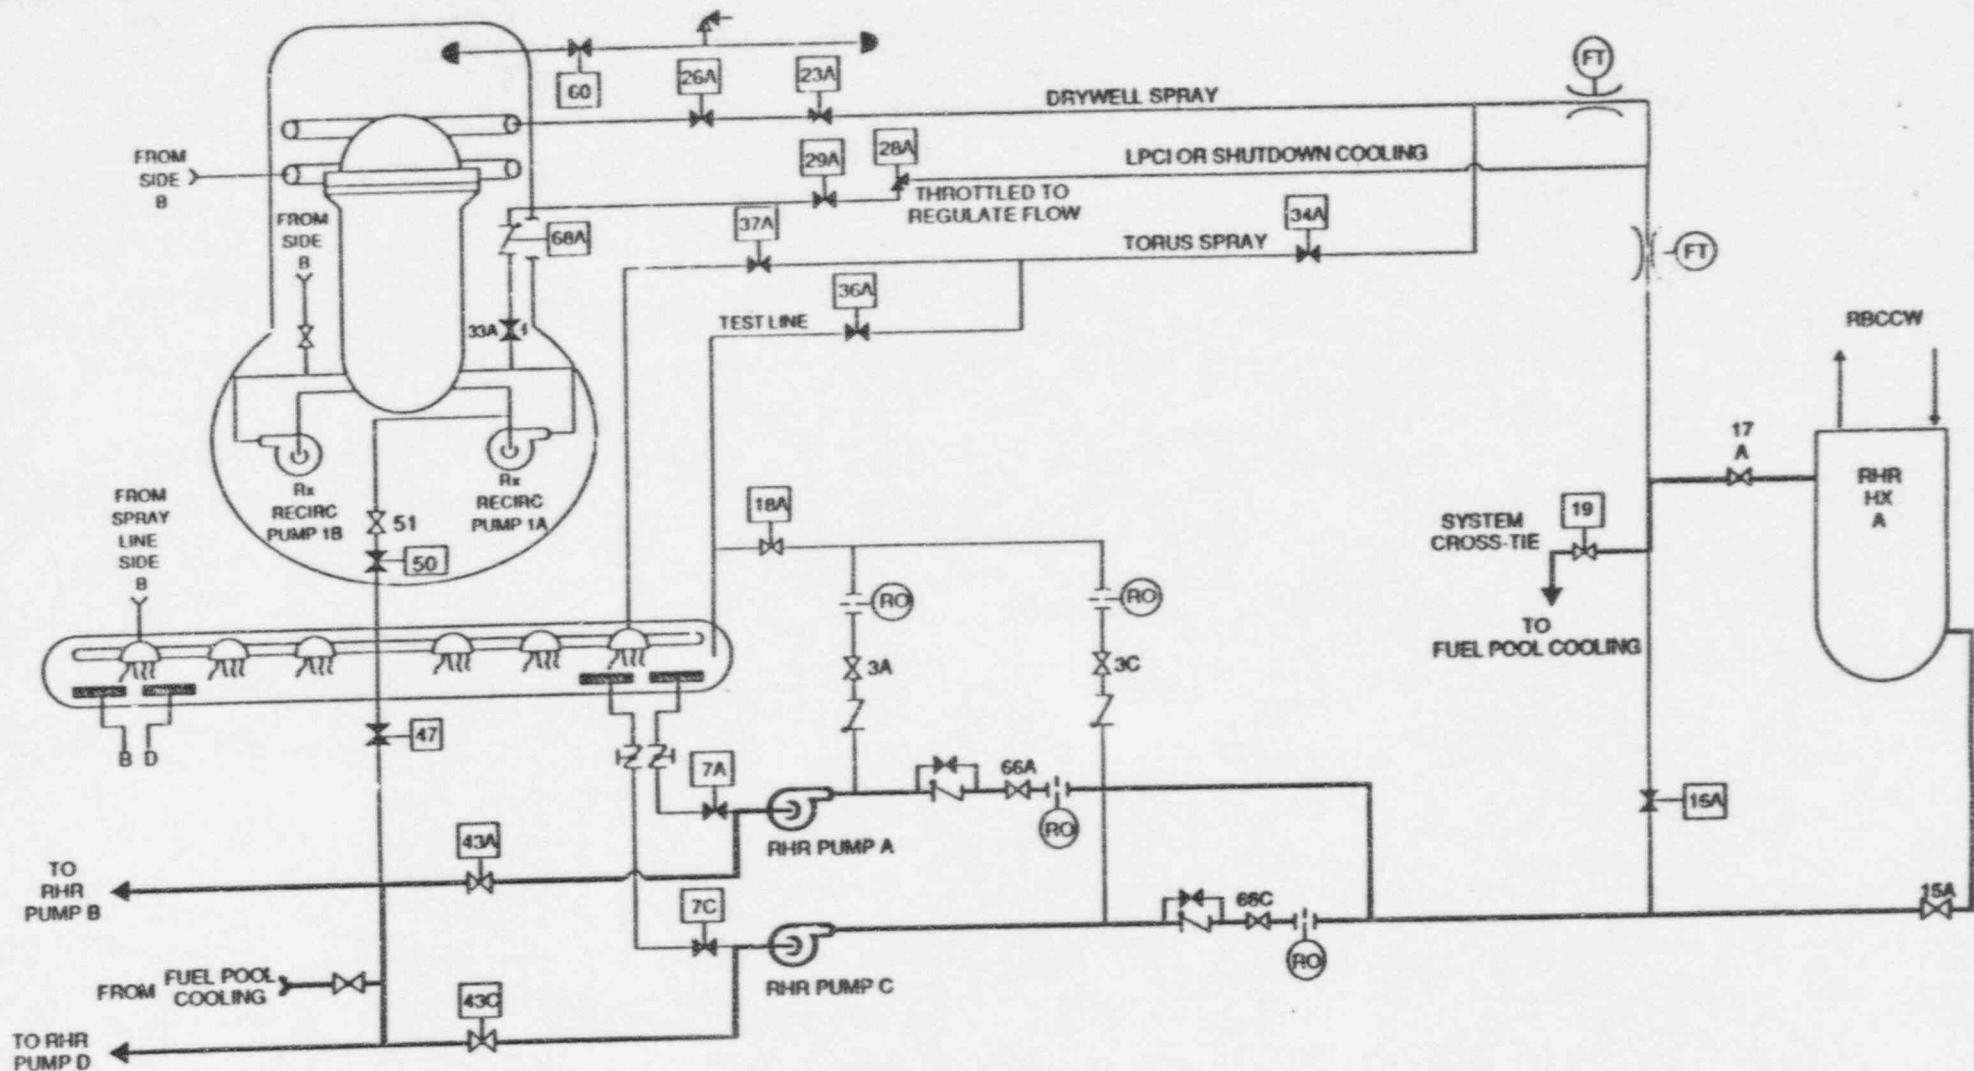 FT
60
26A
23A
DRYWELL SPRAY
29A
28A
LPCI OR SHUTDOWN COOLING
FROM
SIDE
B
THROTTLED TO
REGULATE FLOW
FROM
SIDE
B
68A
37A
34A
TORUS SPRAY
FT
36A
TEST LINE
33A
RBCCW
Rx
RECIRC
PUMP 1B
Rx
RECIRC
PUMP 1A
17
A
RHR
HX
A
FROM
SPRAY
LINE
SIDE
B
51
50
18A
SYSTEM
CROSS-TIE
19
RO
RO
TO
FUEL POOL COOLING
3A
3C
B D
47
7A
66A
RO
RHR PUMP A
16A
43A
TO
RHR
PUMP B
7C
66C
15A
RO
RHR PUMP C
FROM
FUEL POOL
COOLING
43C
TO RHR
PUMP D